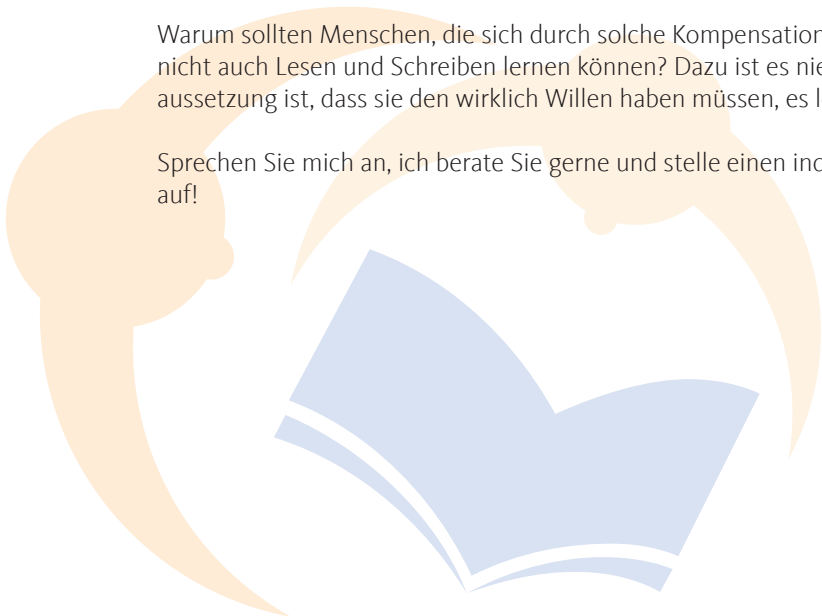 Warum sollten Menschen, die sich durch solche Kompensation
nicht auch Lesen und Schreiben lernen können? Dazu ist es nie
aussetzung ist, dass sie den wirklich Willen haben müssen, es l
Sprechen Sie mich an, ich berate Sie gerne und stelle einen ind
auf!